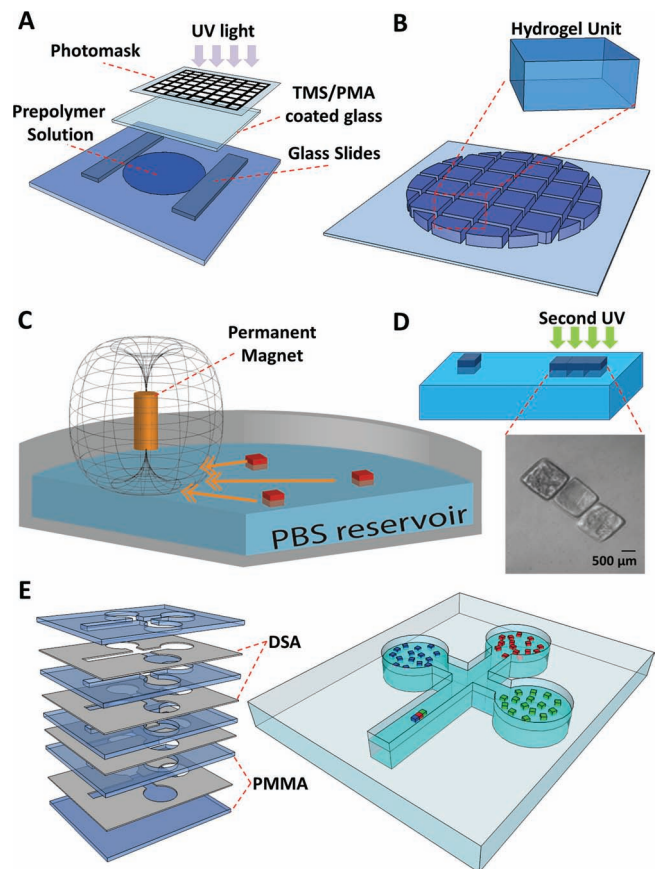 A
UV light
Photomask
TMS/PMA
coated glass
Prepolymer
Solution
Glass Slides
B
Hydrogel Unit
C
Permanent
Magnet
PBS reservoir
D
Second UV
500 µm
E
DSA
PMMA